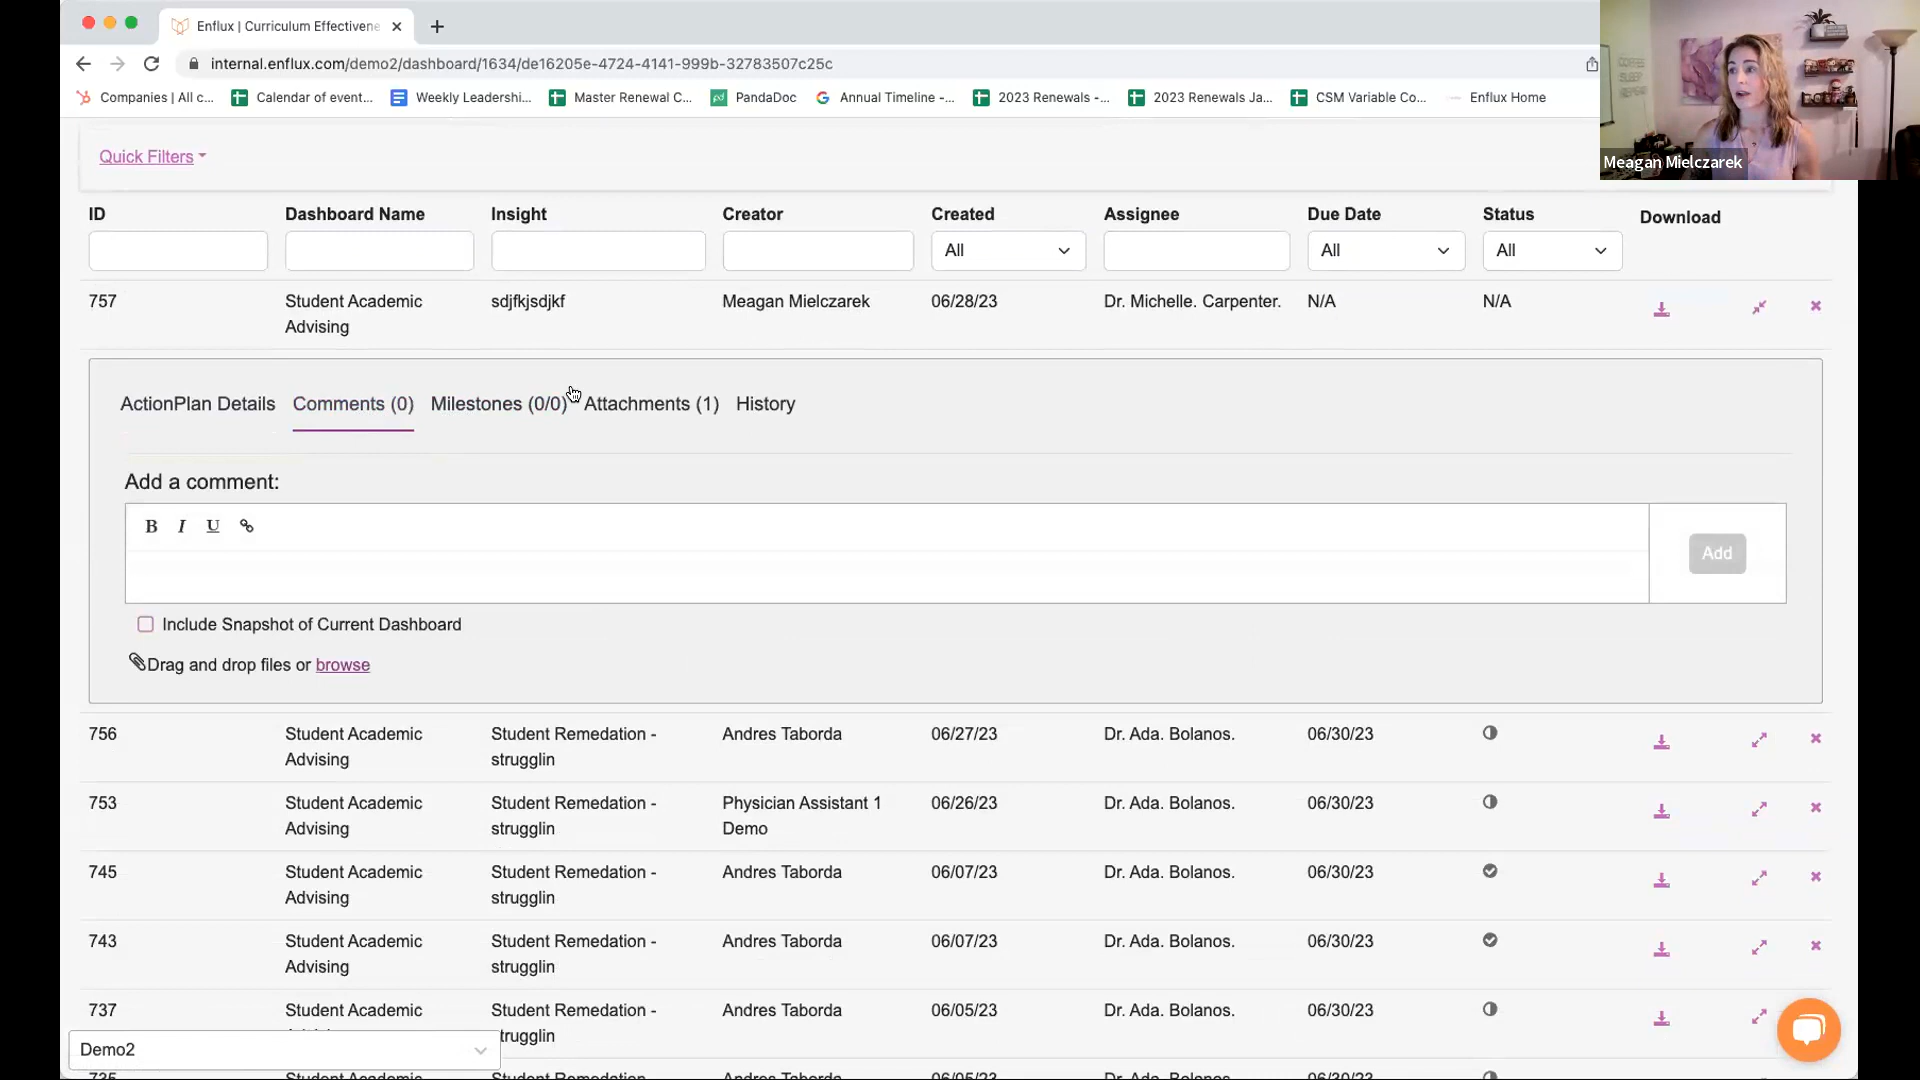 Enflux | Curriculum Effectivene
internal.enflux.com/demo2/dashboard/1634/de16205e-4724-4141-999b-32783507c25c
Companies | All c... Calendar of event... Weekly Leadershi... Master Renewal C... PandaDoc Annual Timeline -... 2023 Renewals -... 2023 Renewals Ja... CSM Variable Co... Enflux Home
Meagan Mielczarek
Quick Filters
ID Dashboard Name Insight Creator Created Assignee Due Date Status Download
All All All
757 Student Academic Advising sdjfkjsdjkf Meagan Mielczarek 06/28/23 Dr. Michelle. Carpenter. N/A N/A
ActionPlan Details Comments (0) Milestones (0/0) Attachments (1) History
Add a comment:
B I U
Add
Include Snapshot of Current Dashboard
Drag and drop files or browse
756 Student Academic Advising Student Remedation - strugglin Andres Taborda 06/27/23 Dr. Ada. Bolanos. 06/30/23
753 Student Academic Advising Student Remedation - strugglin Physician Assistant 1 Demo 06/26/23 Dr. Ada. Bolanos. 06/30/23
745 Student Academic Advising Student Remedation - strugglin Andres Taborda 06/07/23 Dr. Ada. Bolanos. 06/30/23
743 Student Academic Advising Student Remedation - strugglin Andres Taborda 06/07/23 Dr. Ada. Bolanos. 06/30/23
737 Student Academic Student Remedation - Andres Taborda 06/05/23 Dr. Ada. Bolanos. 06/30/23
Demo2